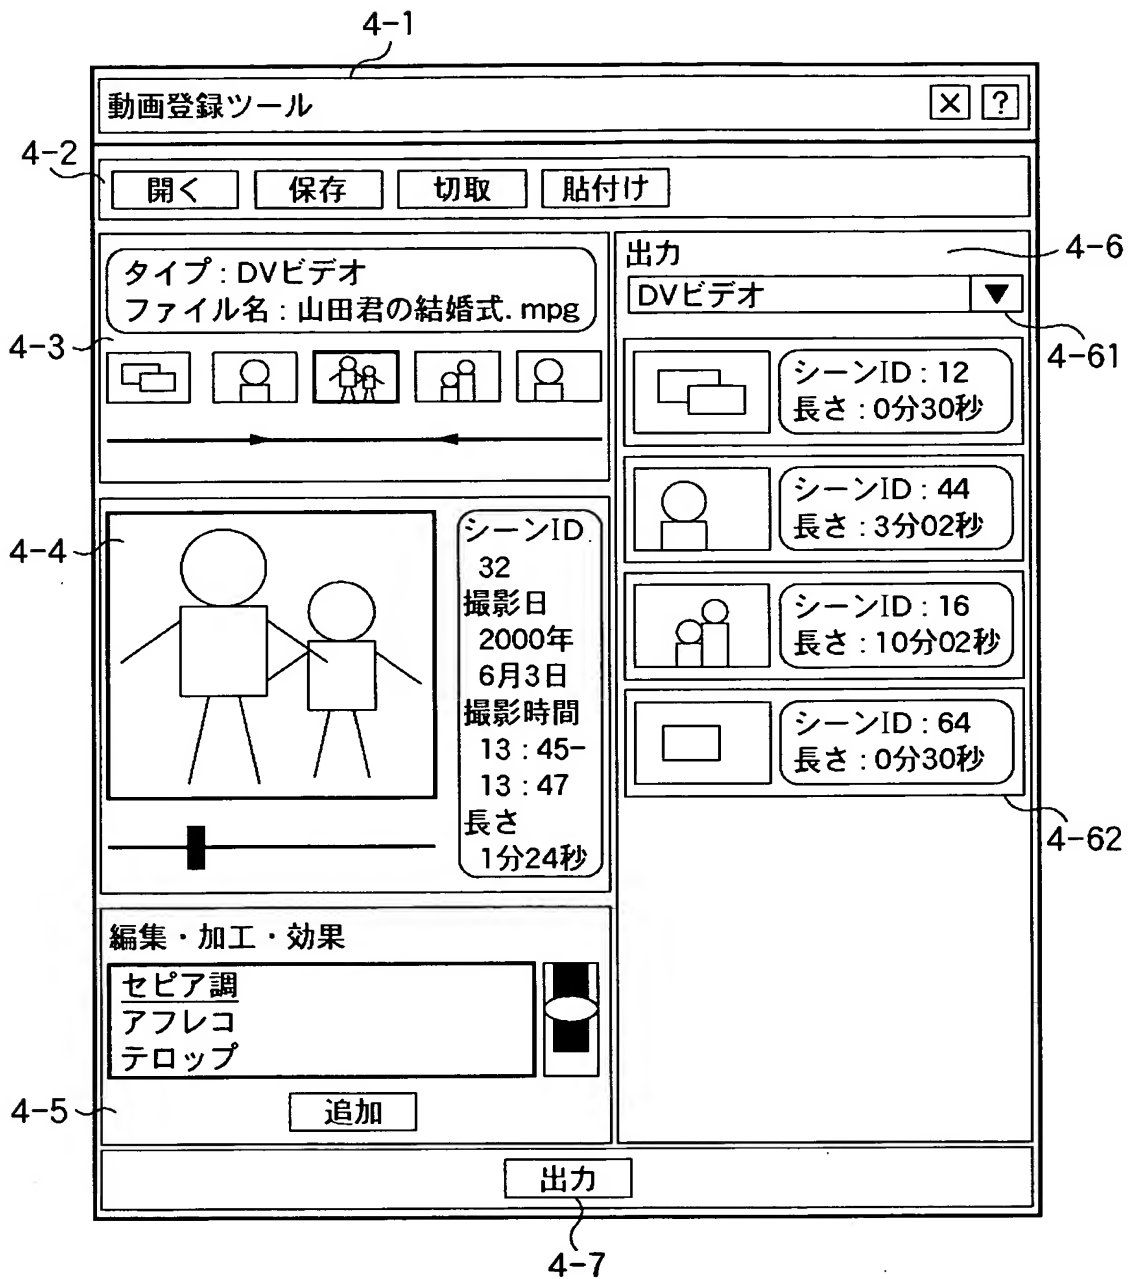 4-1
動画登録ツール
×
?
4-2
開く
保存
切取
貼付け
4-3
タイプ:DVビデオ
ファイル名:山田君の結婚式.mpg
4-4
シーンID
32
撮影日
2000年
6月3日
撮影時間
13:45-
13:47
長さ
1分24秒
4-5
編集・加工・効果
セピア調
アフレコ
テロップ
追加
4-6
出力
DVビデオ
4-61
シーンID:12
長さ:0分30秒
シーンID:44
長さ:3分02秒
シーンID:16
長さ:10分02秒
シーンID:64
長さ:0分30秒
4-62
出力
4-7